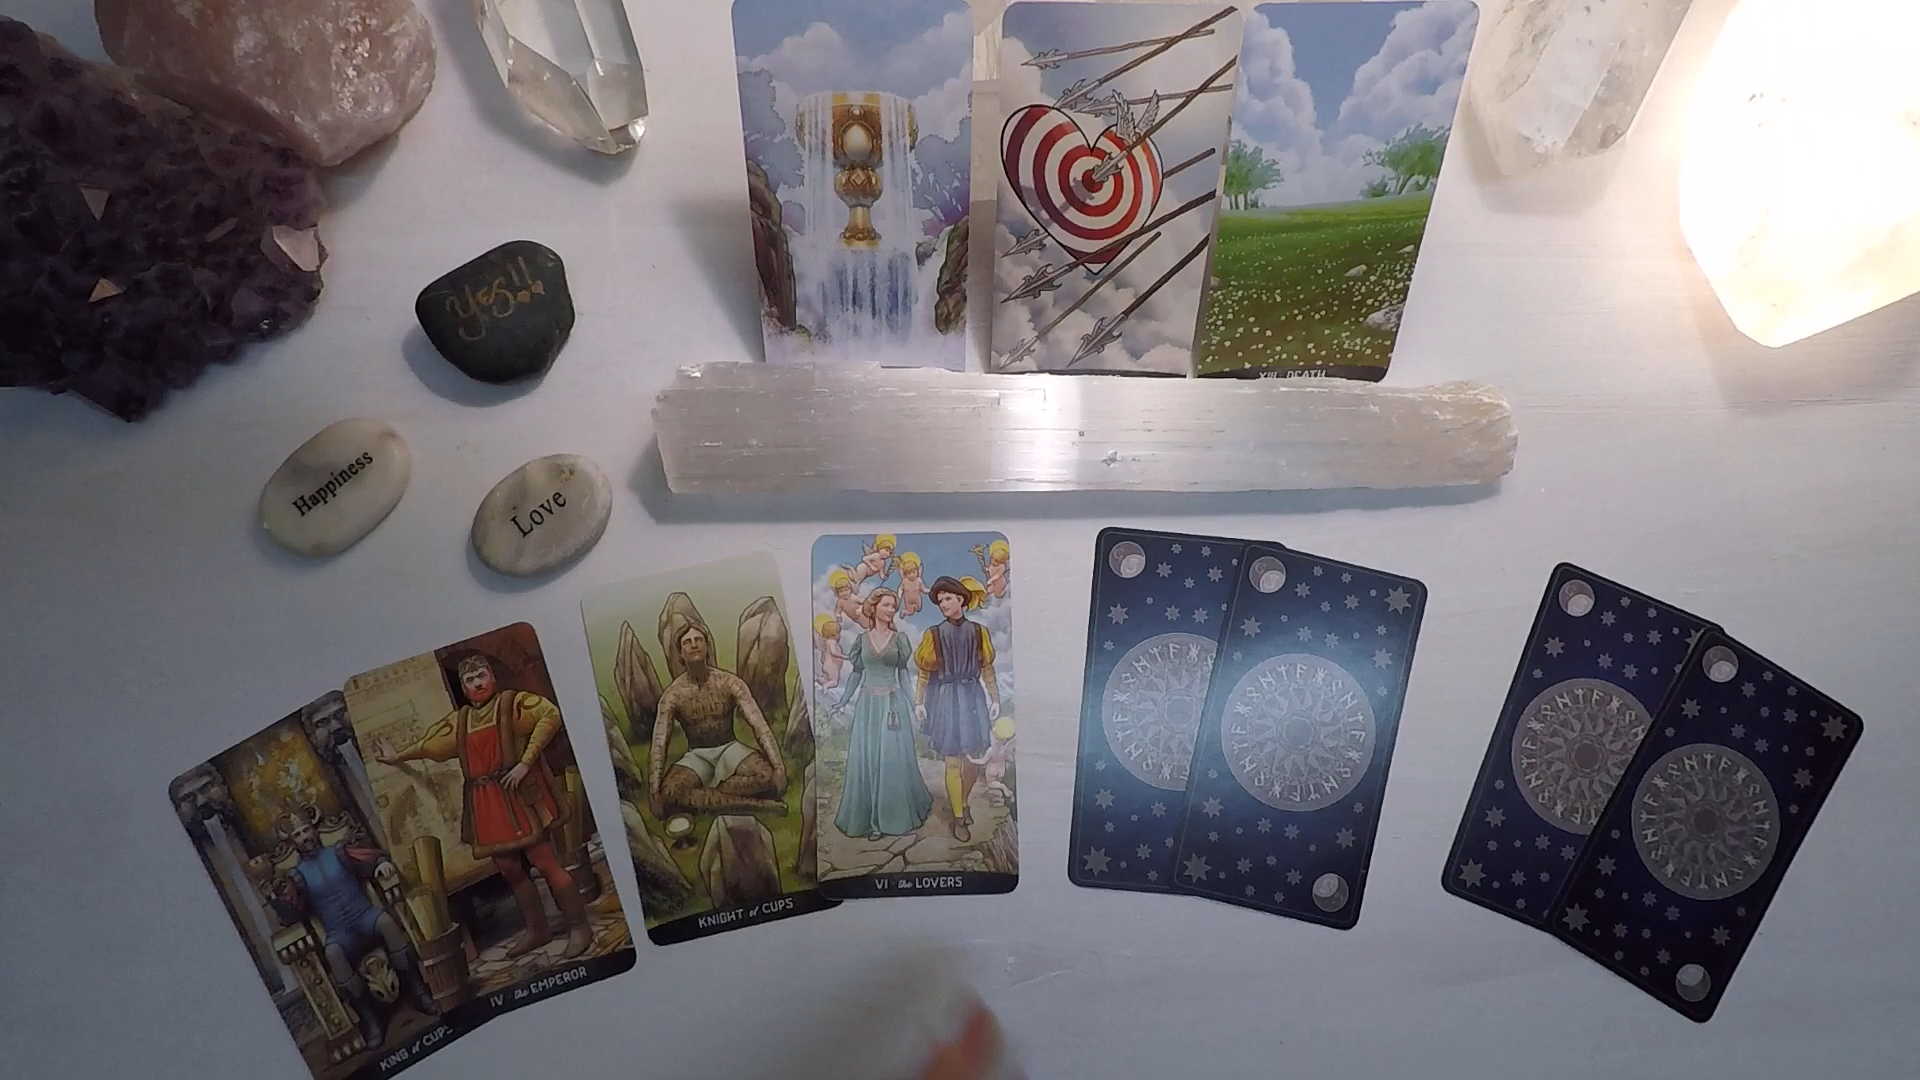 XIII · DEATH
Yes!!
Happiness
Love
VI · the LOVERS
KNIGHT of CUPS
IV · the EMPEROR
KING of CUPS